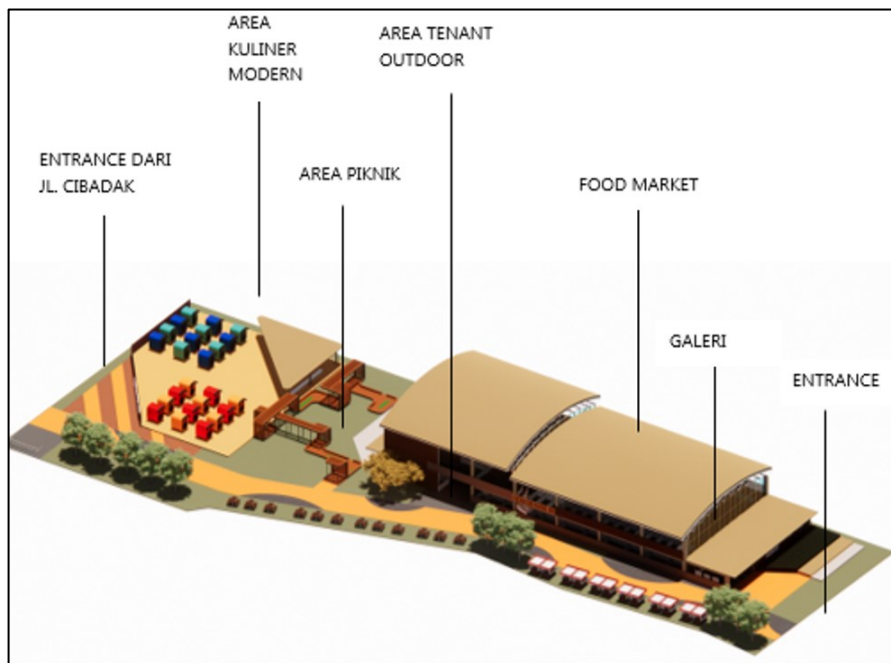 AREA
KULINER
MODERN
AREA TENANT
OUTDOOR
ENTRANCE DARI
JL. CIBADAK
AREA PIKNIK
FOOD MARKET
GALERI
ENTRANCE